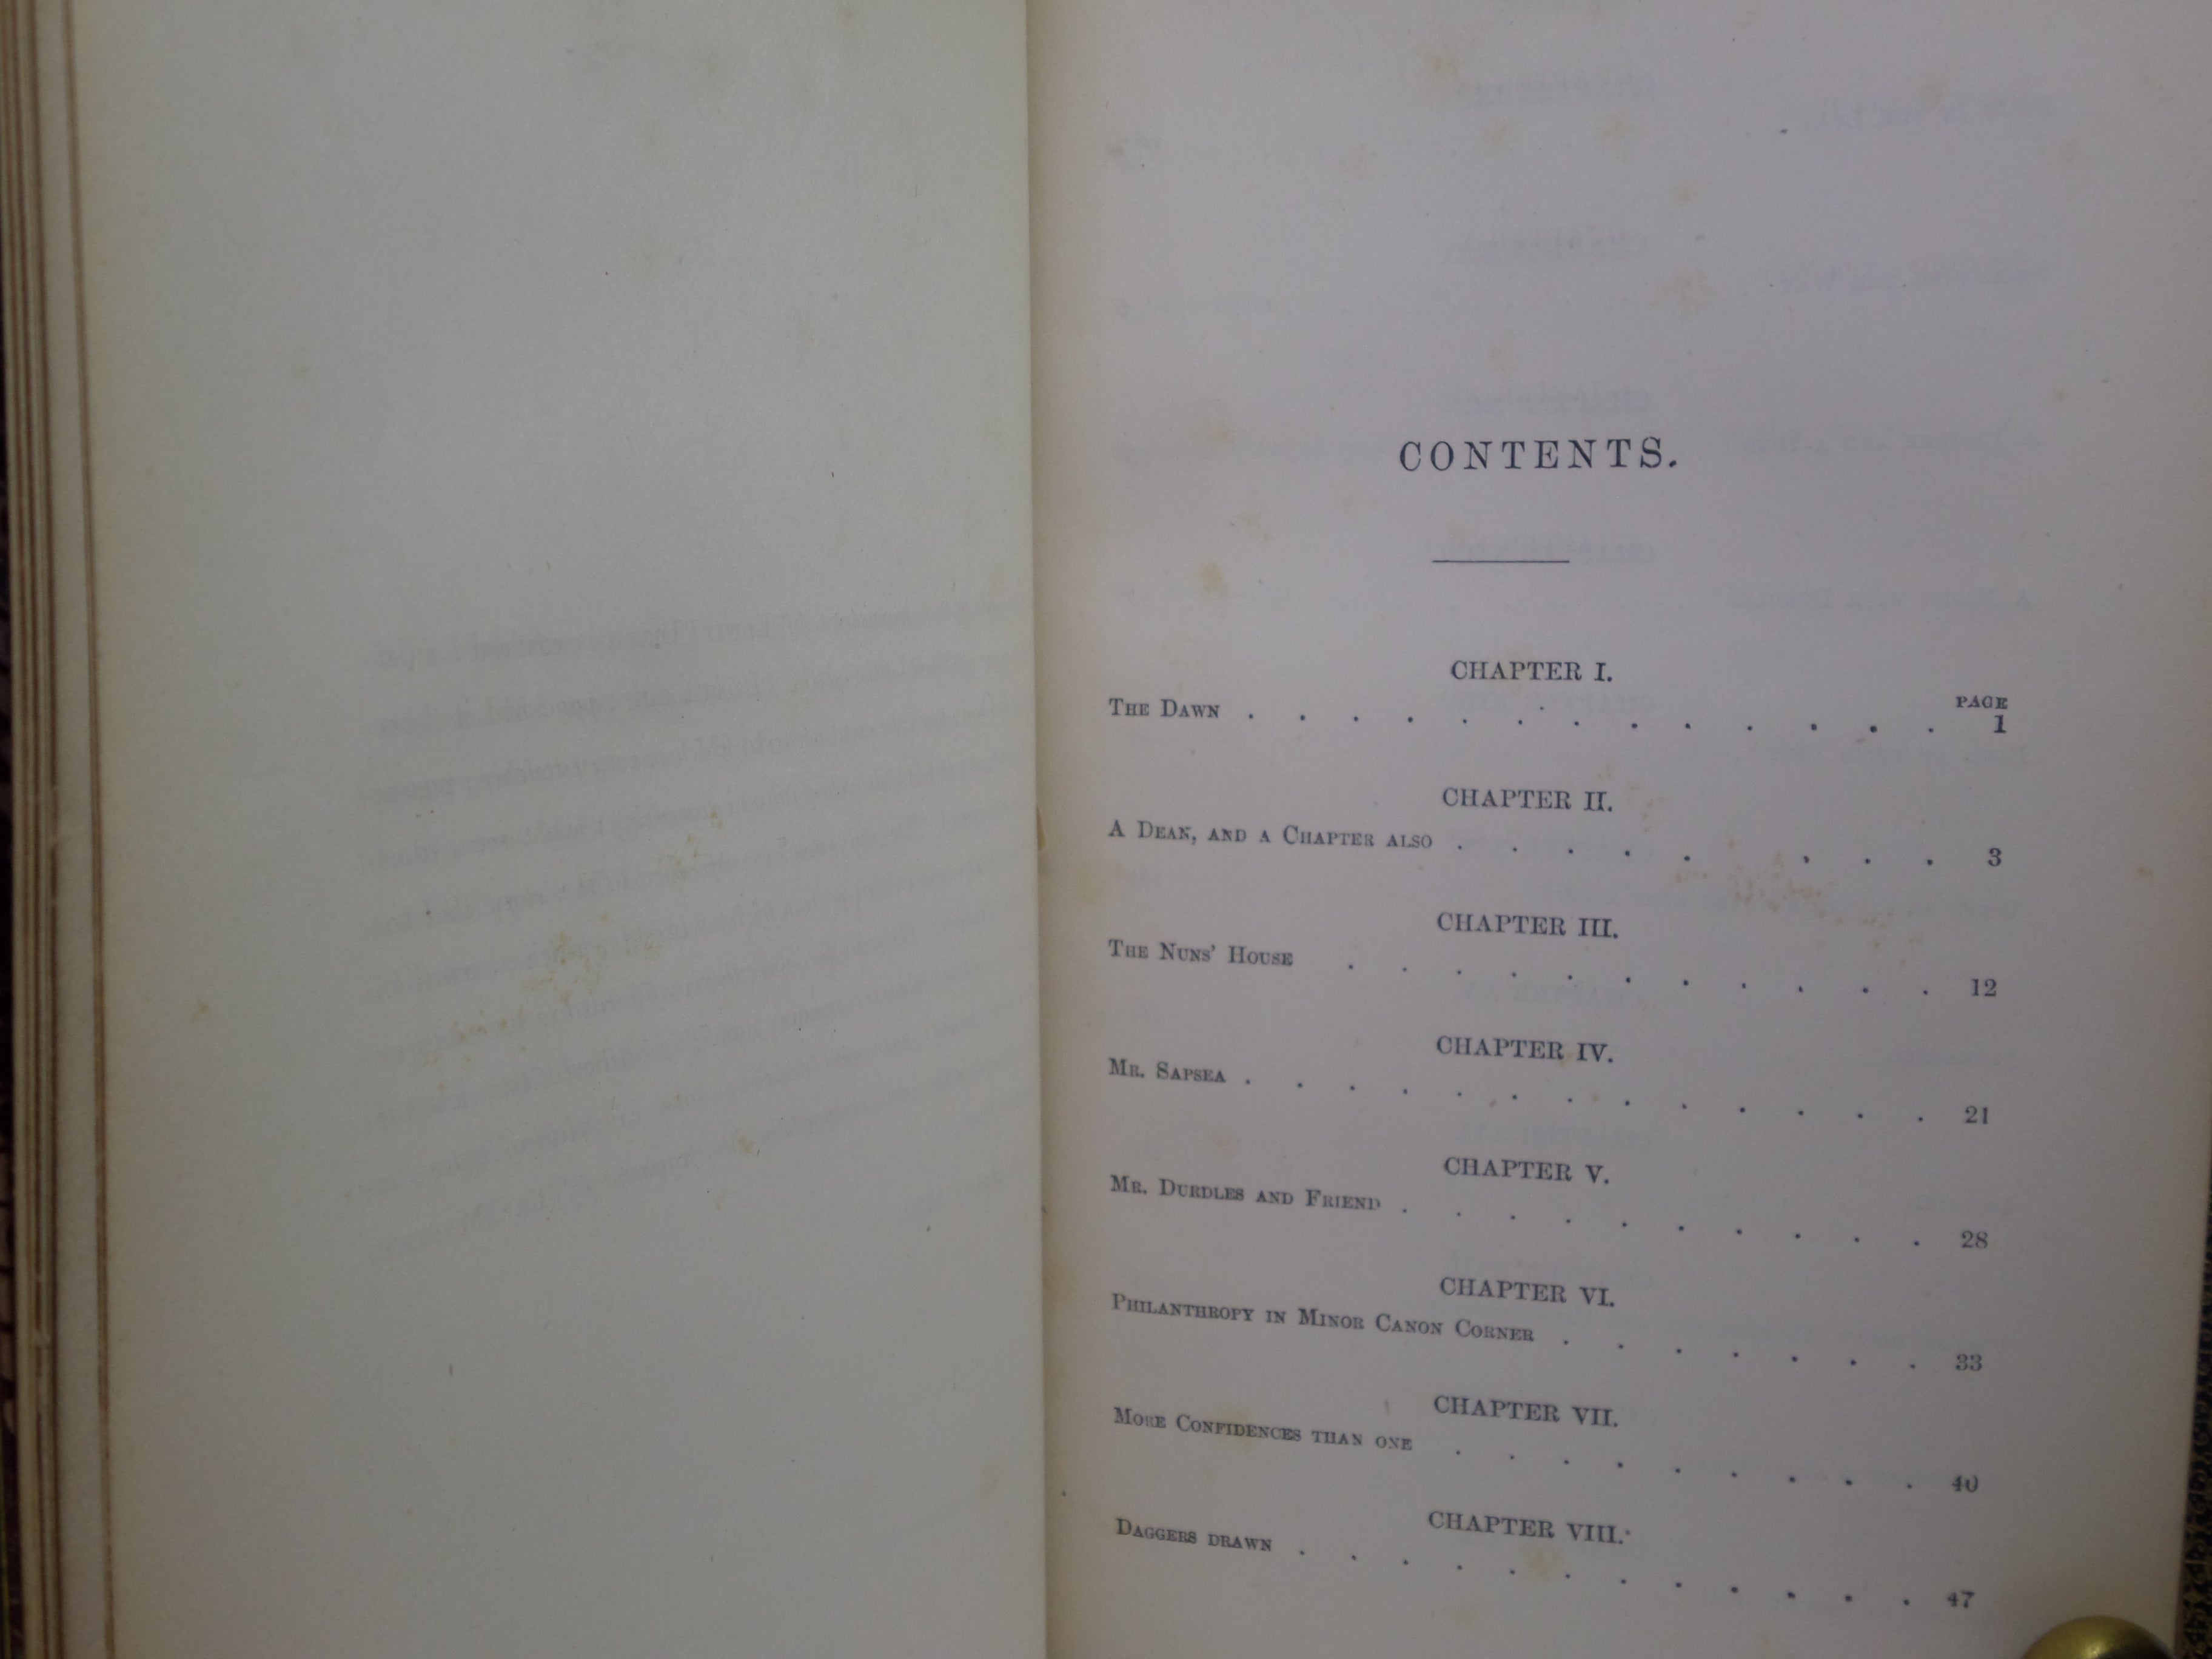 CONTENTS.
CHAPTER I.
PAGE
THE DAWN . . . . . . . . . . . . . 1
CHAPTER II.
A DEAN, AND A CHAPTER ALSO . . . . . . . . 3
CHAPTER III.
THE NUNS' HOUSE . . . . . . . . . . . 12
CHAPTER IV.
MR. SAPSEA . . . . . . . . . . . . . 21
CHAPTER V.
MR. DURDLES AND FRIEND . . . . . . . . . . 28
CHAPTER VI.
PHILANTHROPY IN MINOR CANON CORNER . . . . . . . 33
CHAPTER VII.
MORE CONFIDENCES THAN ONE . . . . . . . . . 40
CHAPTER VIII.
DAGGERS DRAWN . . . . . . . . . . . . 47